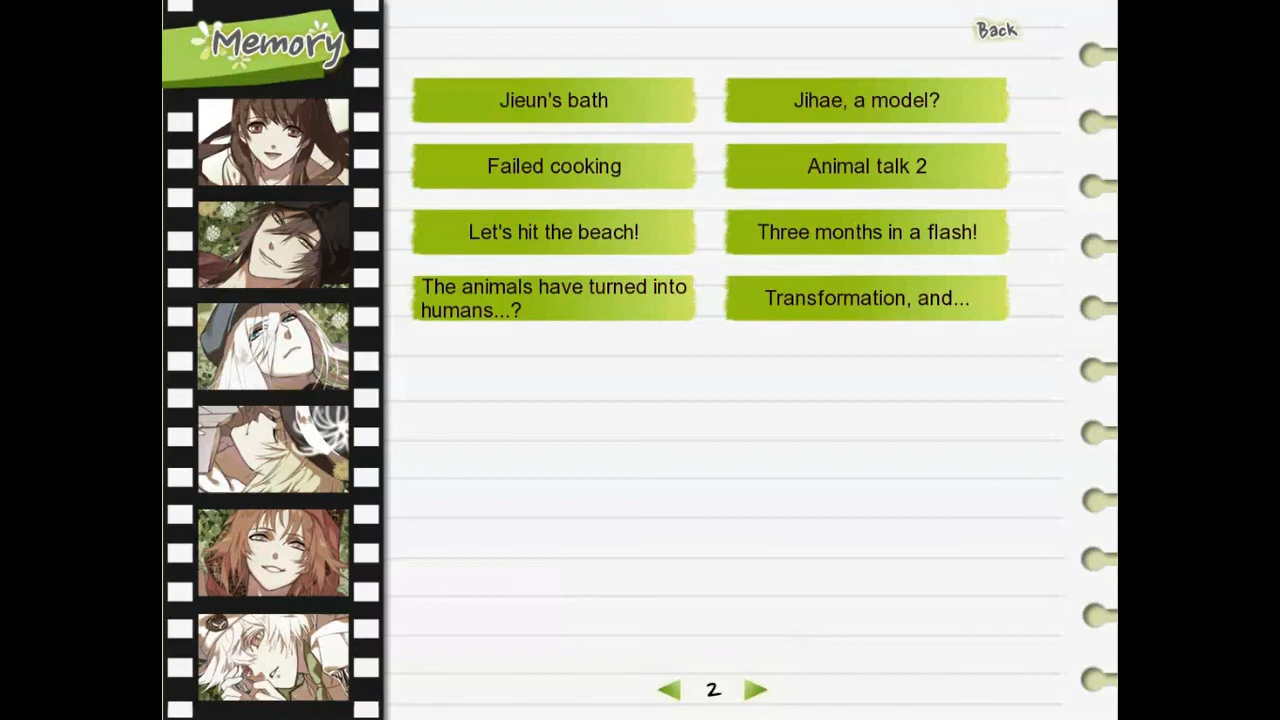 Memory
Back
Jieun's bath
Jihae, a model?
Failed cooking
Animal talk 2
Let's hit the beach!
Three months in a flash!
The animals have turned into
humans...?
Transformation, and...
2